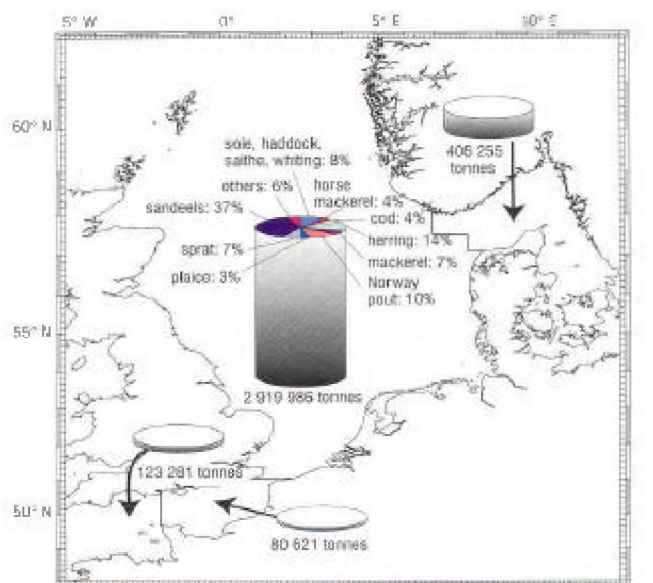 5° W 0° 5° E 10° E
60° N
55° N
50° N
sole, haddock,
saithe, whiting: 8%
others: 6%
horse
mackerel: 4%
sandeels: 37%
cod: 4%
herring: 14%
sprat: 7%
mackerel: 7%
plaice: 3%
Norway
pout: 10%
406 255
tonnes
2 919 986 tonnes
123 281 tonnes
80 621 tonnes